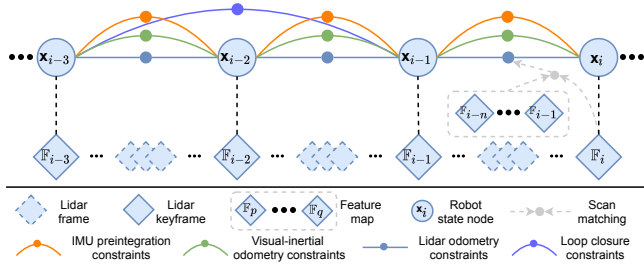 x_{i-3} x_{i-2} x_{i-1} x_i
𝔽_{i-n} 𝔽_{i-1}
𝔽_{i-3} 𝔽_{i-2} 𝔽_{i-1} 𝔽_i
Lidar frame
Lidar keyframe
𝔽_p 𝔽_q
Feature map
x_i
Robot state node
Scan matching
IMU preintegration constraints
Visual-inertial odometry constraints
Lidar odometry constraints
Loop closure constraints